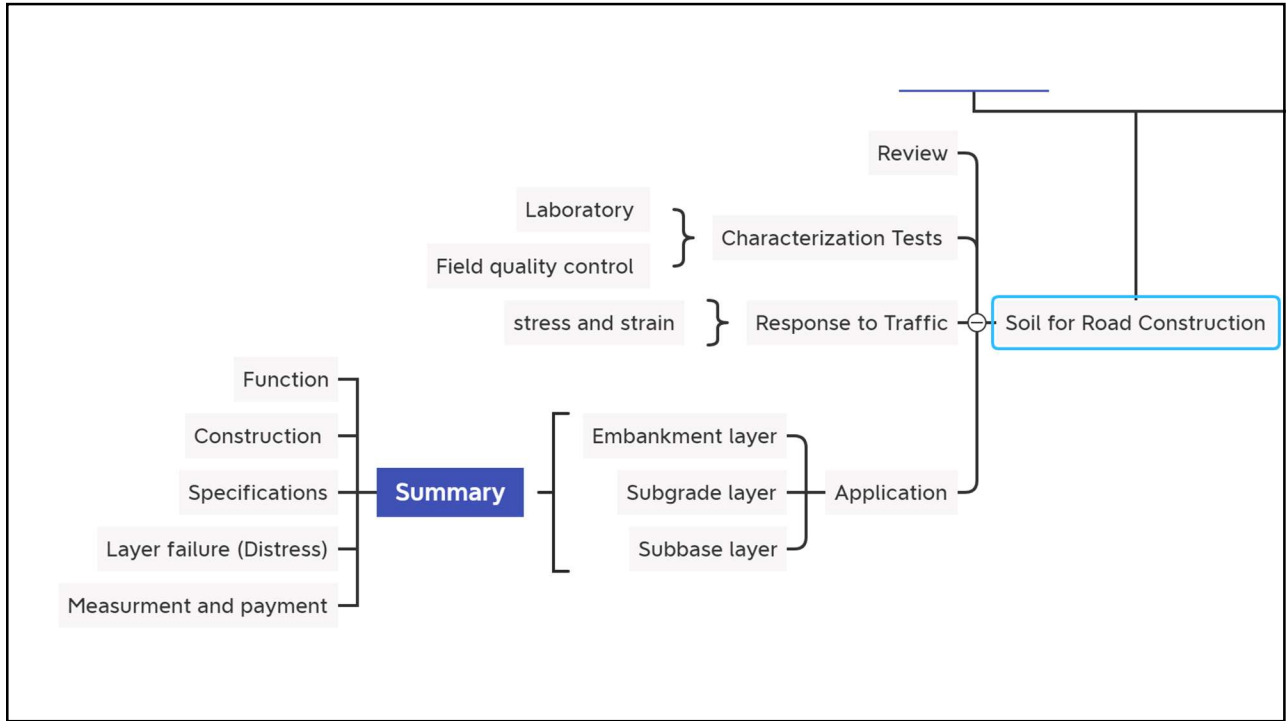 Review
Laboratory
Characterization Tests
Field quality control
stress and strain
Response to Traffic
Soil for Road Construction
Function
Construction
Embankment layer
Specifications
Summary
Subgrade layer
Application
Layer failure (Distress)
Subbase layer
Measurment and payment